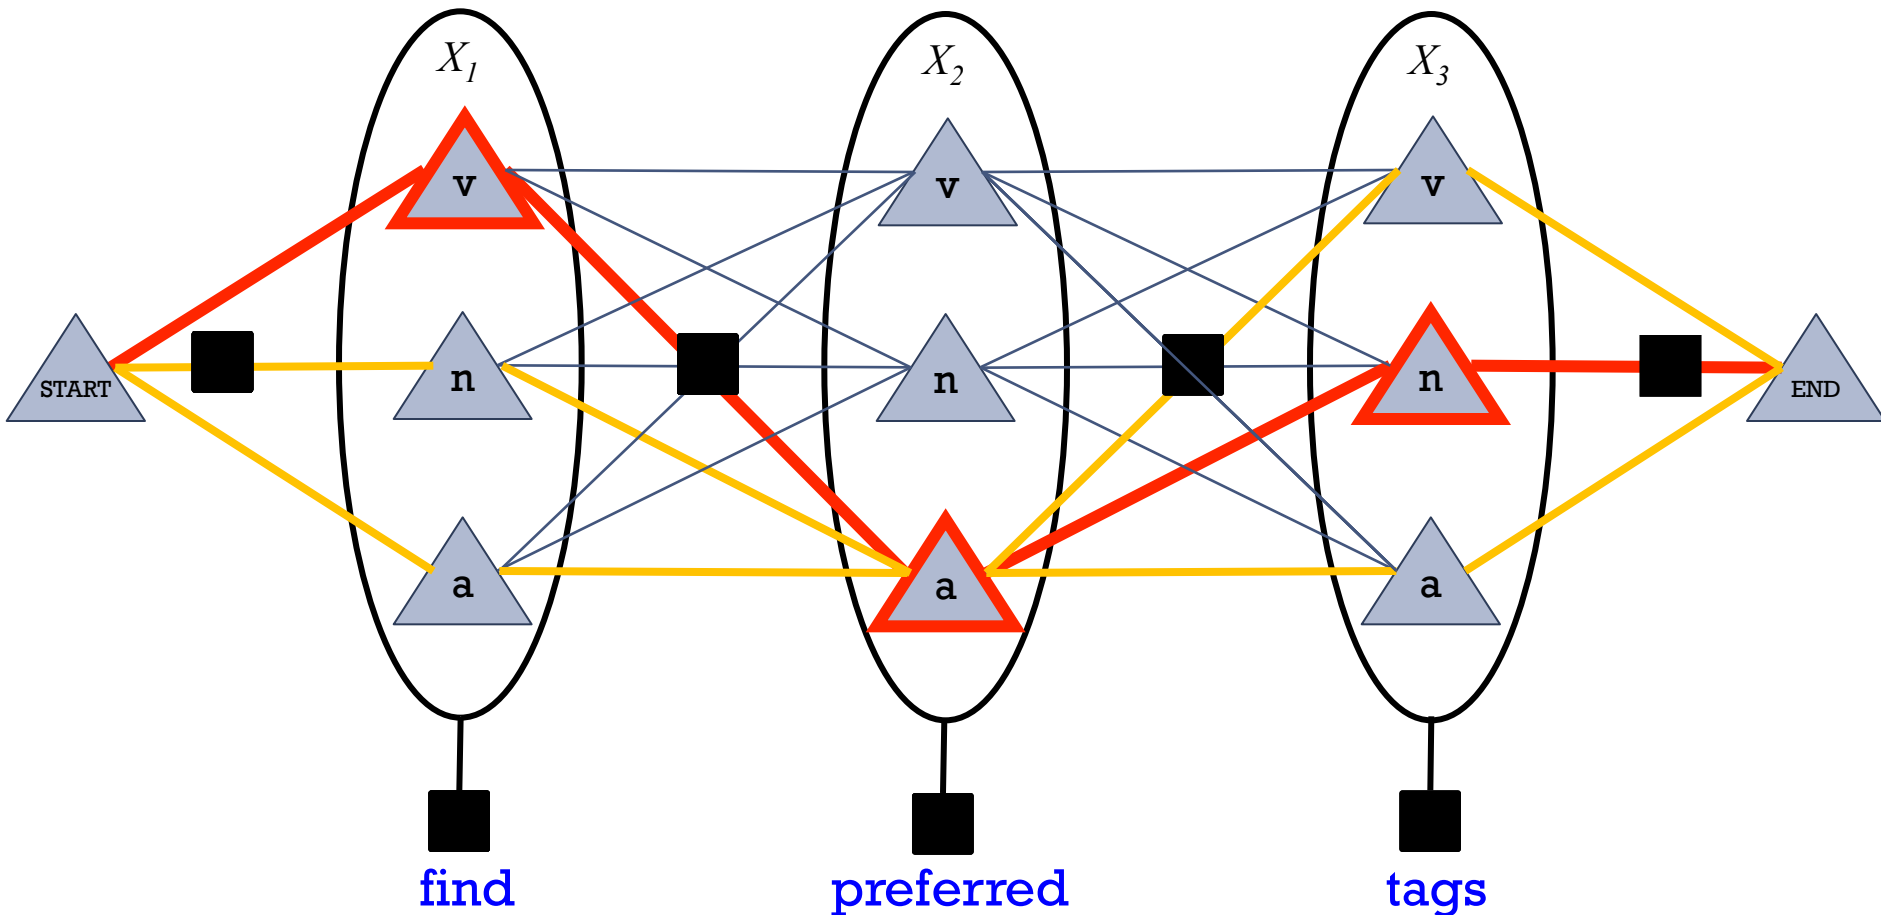 X1 X2 X3
v v v
START n n n END
a a a
find preferred tags